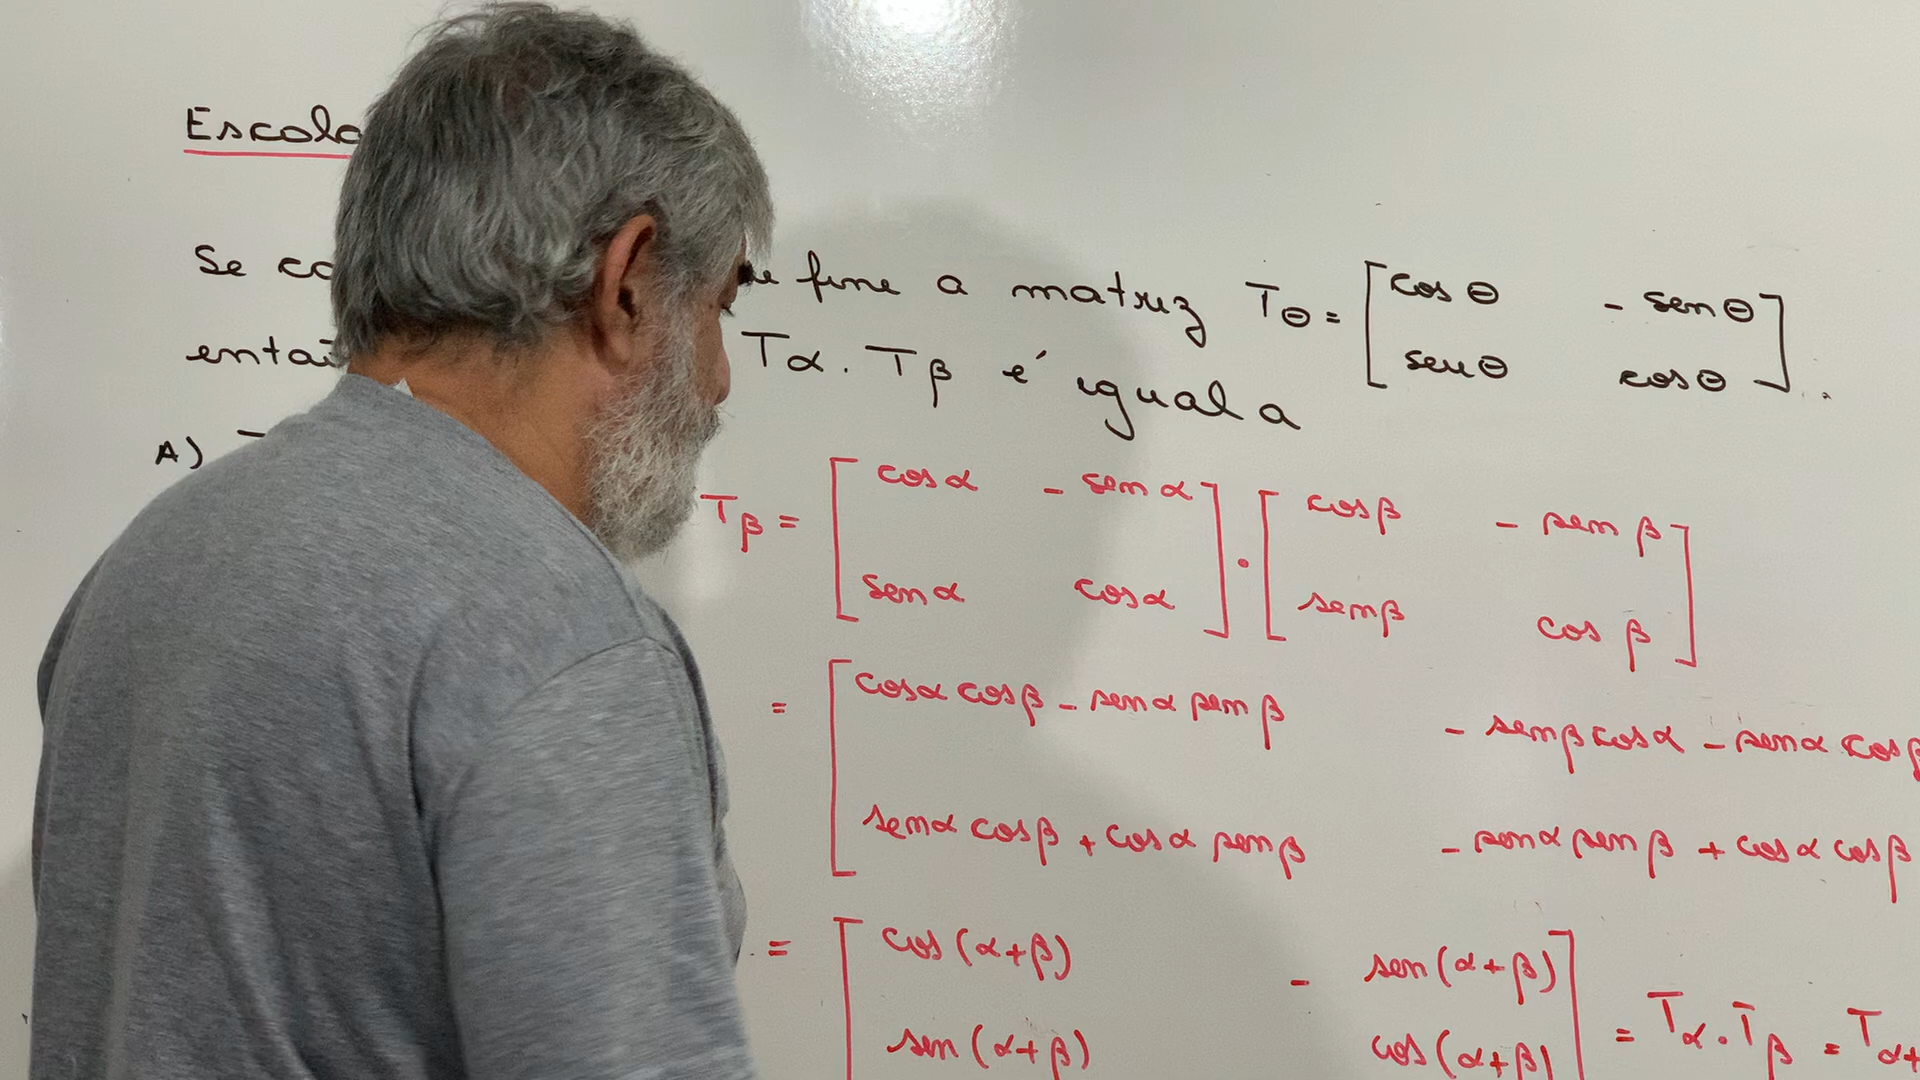 Escola
Se
fine a matriz Tθ = [cos θ - sen θ
sen θ cos θ].
então Tα . Tβ é igual a
A)
Tβ = [cos α - sen α] . [cos β - sen β]
[sen α cos α] [sen β cos β]
= [cos α cos β - sen α sen β - sen β cos α - sen α cos β
sen α cos β + cos α sen β - sen α sen β + cos α cos β
= [cos (α+β) - sen (α+β)]
sen (α+β) cos (α+β) = Tα . Tβ = Tα+